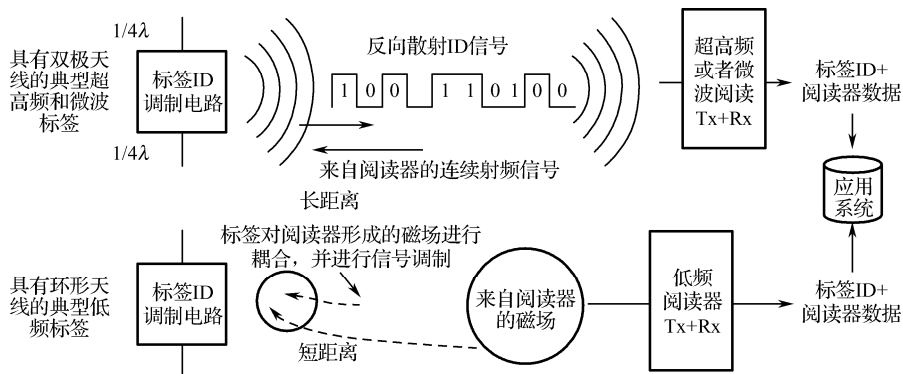 1/4λ
具有双极天
线的典型超
高频和微波
标签
标签ID
调制电路
1/4λ
反向散射ID信号
1 0 0 1 1 0 1 0 0
来自阅读器的连续射频信号
长距离
超高频
或者微
波阅读
Tx+Rx
标签ID+
阅读器数据
应用
系统
具有环形天
线的典型低
频标签
标签ID
调制电路
标签对阅读器形成的磁场进行
耦合，并进行信号调制
短距离
来自阅读器
的磁场
低频
阅读器
Tx+Rx
标签ID+
阅读器数据